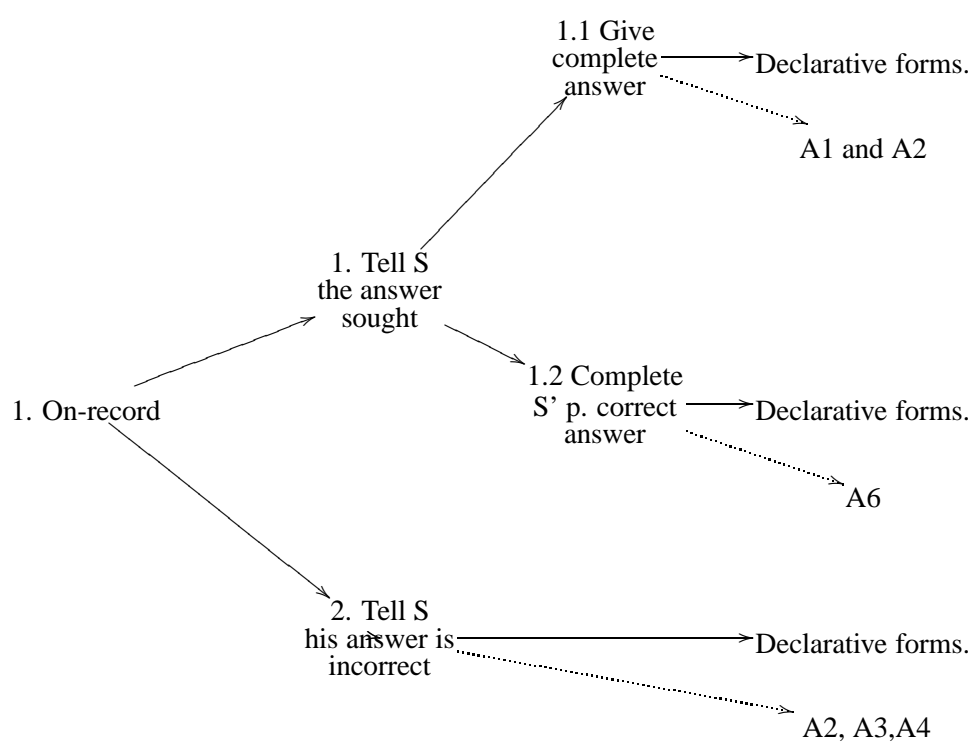 1.1 Give
complete
answer
Declarative forms.
A1 and A2
1. Tell S
the answer
sought
1.2 Complete
S' p. correct
answer
Declarative forms.
A6
1. On-record
2. Tell S
his answer is
incorrect
Declarative forms.
A2, A3,A4